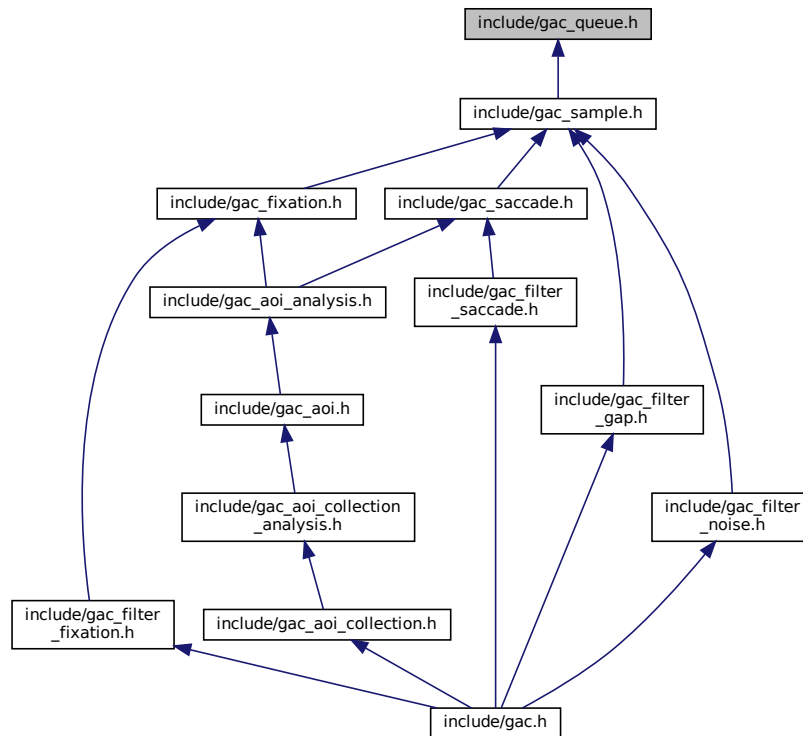 include/gac_queue.h
include/gac_sample.h
include/gac_fixation.h
include/gac_saccade.h
include/gac_aoi_analysis.h
include/gac_filter
_saccade.h
include/gac_aoi.h
include/gac_filter
_gap.h
include/gac_aoi_collection
_analysis.h
include/gac_filter
_noise.h
include/gac_filter
_fixation.h
include/gac_aoi_collection.h
include/gac.h